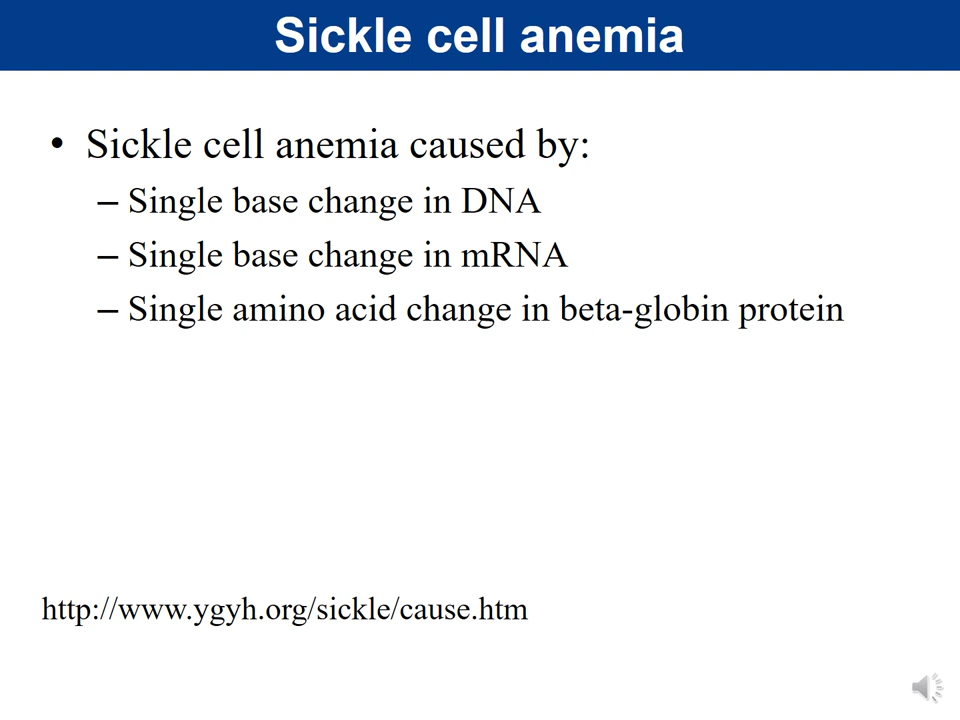 Sickle cell anemia
• Sickle cell anemia caused by:
– Single base change in DNA
– Single base change in mRNA
– Single amino acid change in beta-globin protein
http://www.ygyh.org/sickle/cause.htm